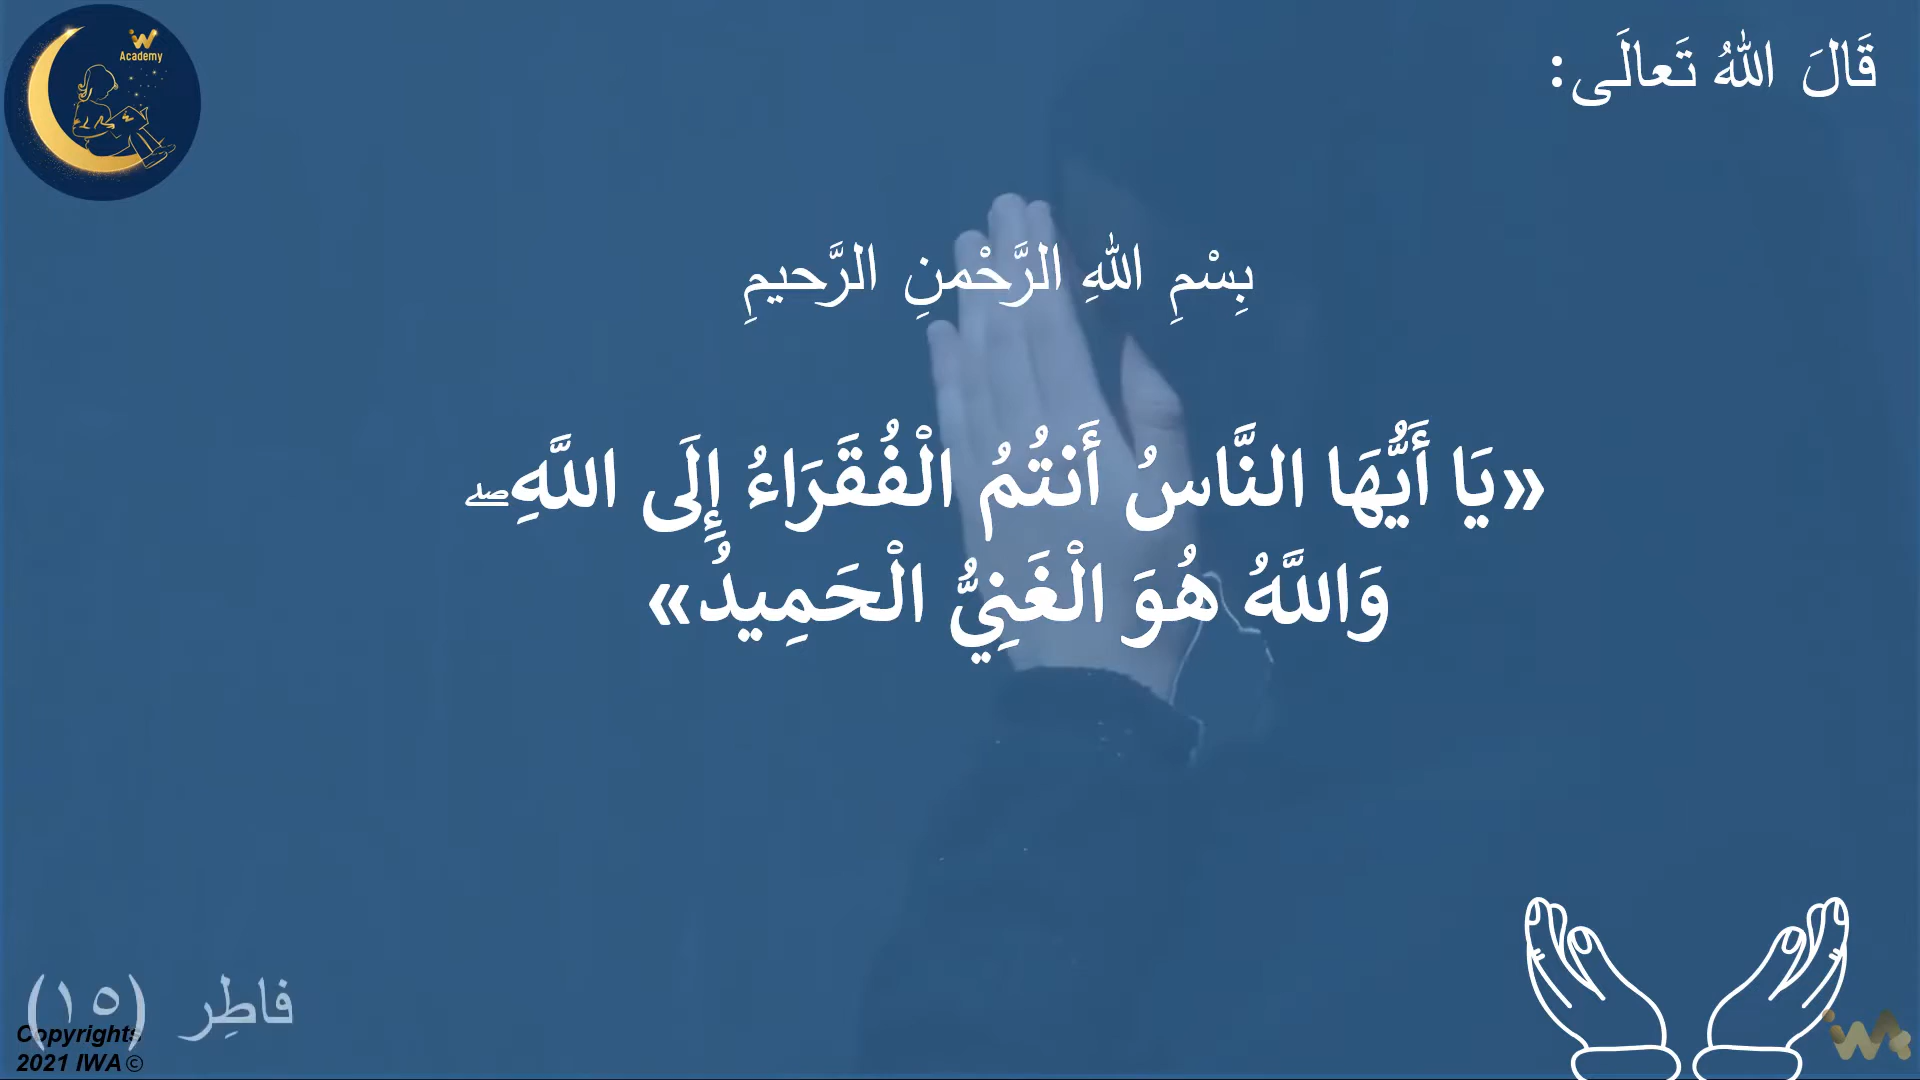 iW
Academy
قَالَ اللهُ تَعالَى:
بِسْمِ اللهِ الرَّحْمنِ الرَّحيمِ
«يَا أَيُّهَا النَّاسُ أَنتُمُ الْفُقَرَاءُ إِلَى اللَّهِۖ
وَاللَّهُ هُوَ الْغَنِيُّ الْحَمِيدُ»
فاطِر (١٥)
Copyrights
2021 IWA©